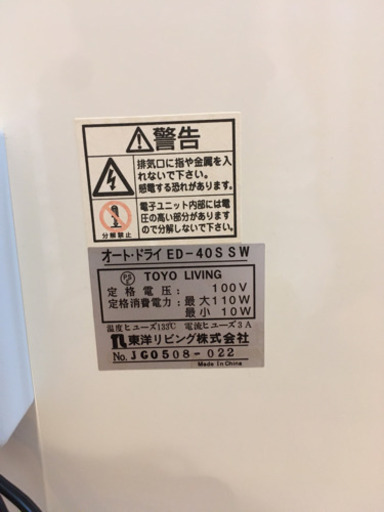 ⚠警告
排気口に指や金属を入
れないで下さい。
感電する恐れがあります。
電子ユニット内部には電
圧の高い部分があります
ので分解しないで下さい。
分解禁止
オート・ドライ ED-40SSW
PSE TOYO LIVING
定格電圧: 100V
定格消費電力: 最大110W
最小 10W
温度ヒューズ133℃ 電流ヒューズ3A
東洋リビング株式会社
No. JG0508-022
Made in China